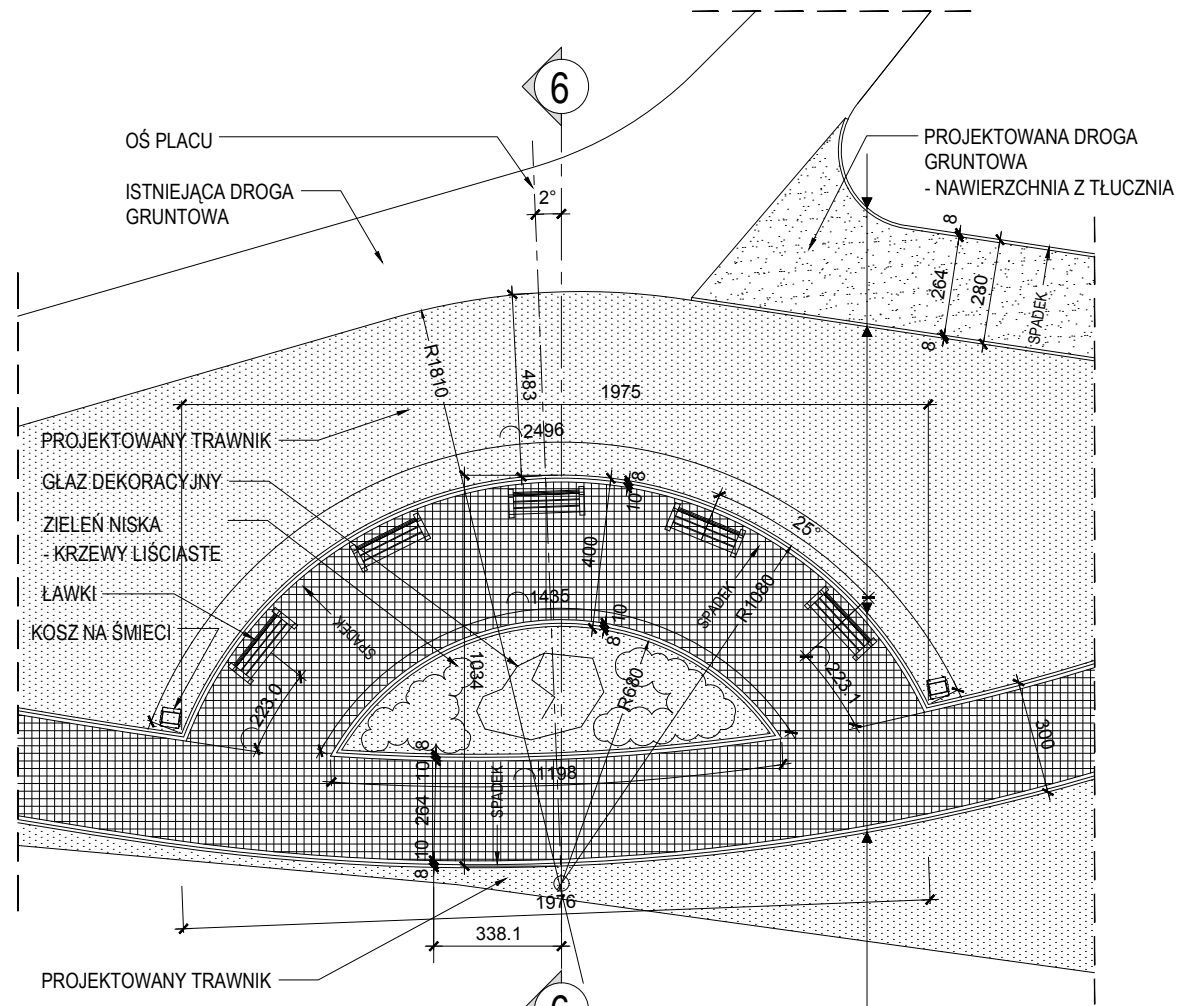 6
OŚ PLACU
ISTNIEJĄCA DROGA
GRUNTOWA
2°
PROJEKTOWANA DROGA
GRUNTOWA
- NAWIERZCHNIA Z TŁUCZNIA
8
264
280
8
SPADEK
R1810
483
1975
PROJEKTOWANY TRAWNIK
2496
GŁAZ DEKORACYJNY
ZIELEŃ NISKA
- KRZEWY LIŚCIASTE
ŁAWKI
KOSZ NA ŚMIECI
8
10
25°
400
1435
SPADEK
R1080
SPADEK
10
8
1034
R680
223.0
223.1
300
8
10
1198
SPADEK
264
10
8
1976
338.1
PROJEKTOWANY TRAWNIK
6